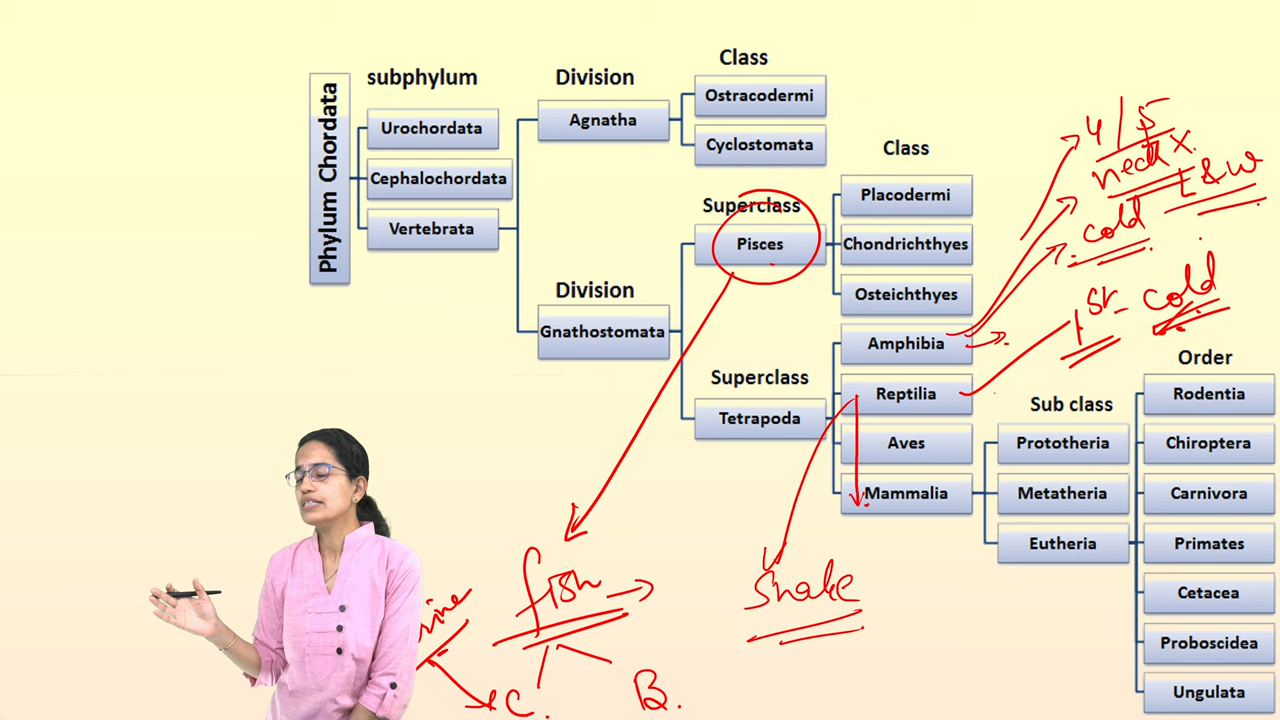 Phylum Chordata
subphylum
Urochordata
Cephalochordata
Vertebrata
Division
Agnatha
Division
Gnathostomata
Class
Ostracodermi
Cyclostomata
Superclass
Pisces
Superclass
Tetrapoda
Class
Placodermi
Chondrichthyes
Osteichthyes
Amphibia
Reptilia
Aves
Mammalia
Sub class
Prototheria
Metatheria
Eutheria
Order
Rodentia
Chiroptera
Carnivora
Primates
Cetacea
Proboscidea
Ungulata
4/5
neck x.
L & W
cold
1st cold
fish
snake
rine
C.
B.